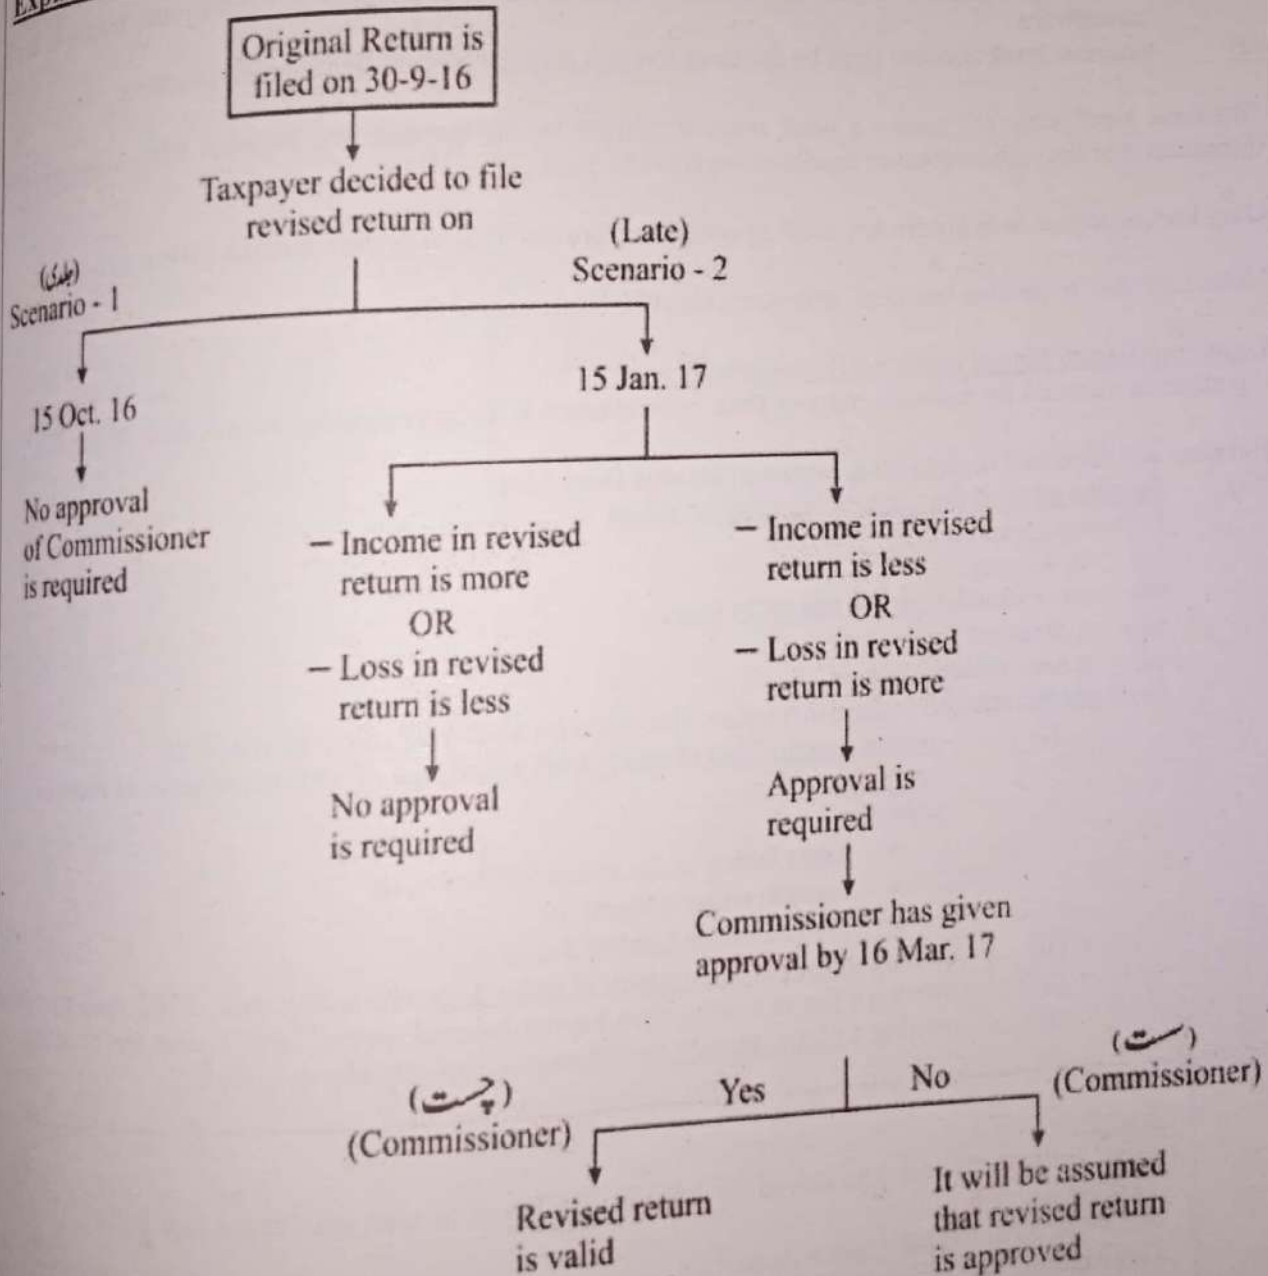 Original Return is
filed on 30-9-16
Taxpayer decided to file
revised return on
(جلدی)
Scenario - 1
(Late)
Scenario - 2
15 Oct. 16
No approval
of Commissioner
is required
15 Jan. 17
– Income in revised
return is more
OR
– Loss in revised
return is less
No approval
is required
– Income in revised
return is less
OR
– Loss in revised
return is more
Approval is
required
Commissioner has given
approval by 16 Mar. 17
Yes
No
(چست)
(Commissioner)
(سست)
(Commissioner)
Revised return
is valid
It will be assumed
that revised return
is approved